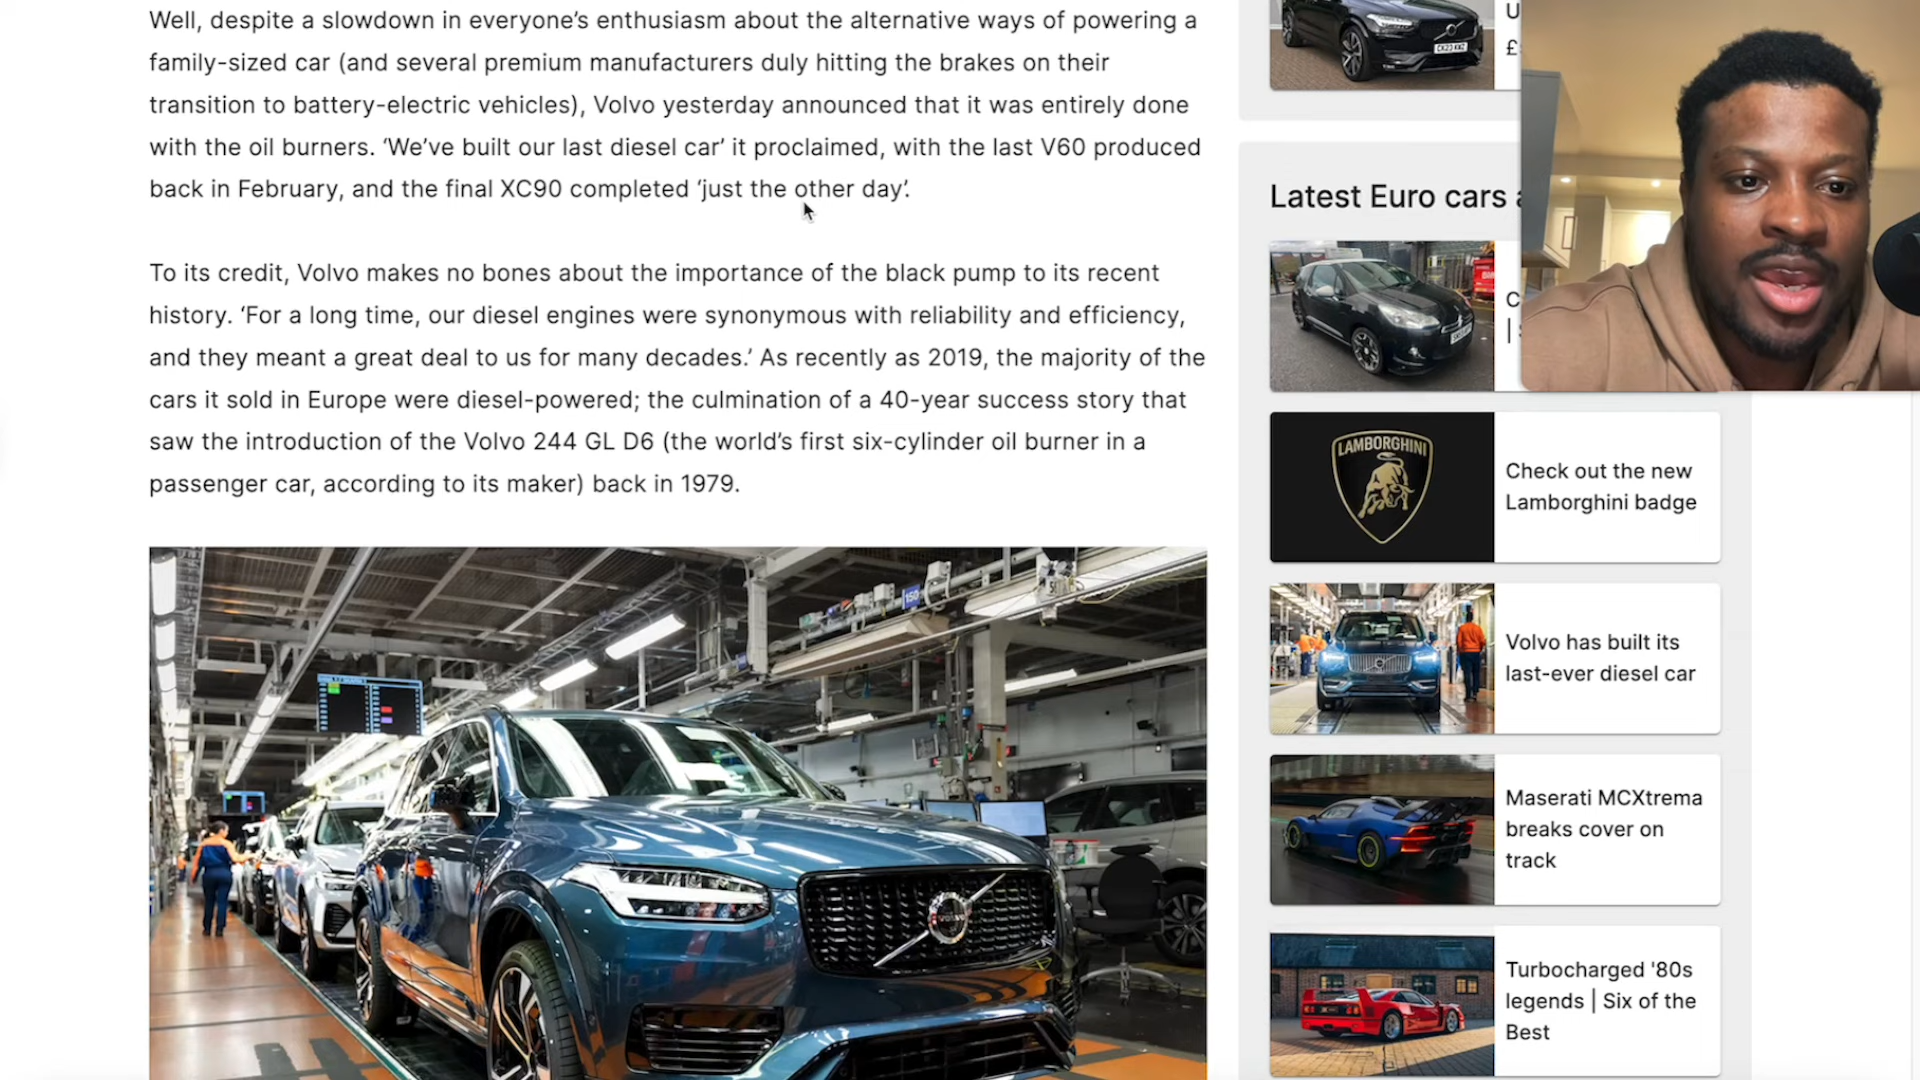 Well, despite a slowdown in everyone’s enthusiasm about the alternative ways of powering a
family-sized car (and several premium manufacturers duly hitting the brakes on their
transition to battery-electric vehicles), Volvo yesterday announced that it was entirely done
with the oil burners. ‘We’ve built our last diesel car’ it proclaimed, with the last V60 produced
back in February, and the final XC90 completed ‘just the other day’.
To its credit, Volvo makes no bones about the importance of the black pump to its recent
history. ‘For a long time, our diesel engines were synonymous with reliability and efficiency,
and they meant a great deal to us for many decades.’ As recently as 2019, the majority of the
cars it sold in Europe were diesel-powered; the culmination of a 40-year success story that
saw the introduction of the Volvo 244 GL D6 (the world’s first six-cylinder oil burner in a
passenger car, according to its maker) back in 1979.
150
VOLVO
U
£
Latest Euro cars a
C
|
LAMBORGHINI
Check out the new
Lamborghini badge
Volvo has built its
last-ever diesel car
Maserati MCXtrema
breaks cover on
track
Turbocharged '80s
legends | Six of the
Best